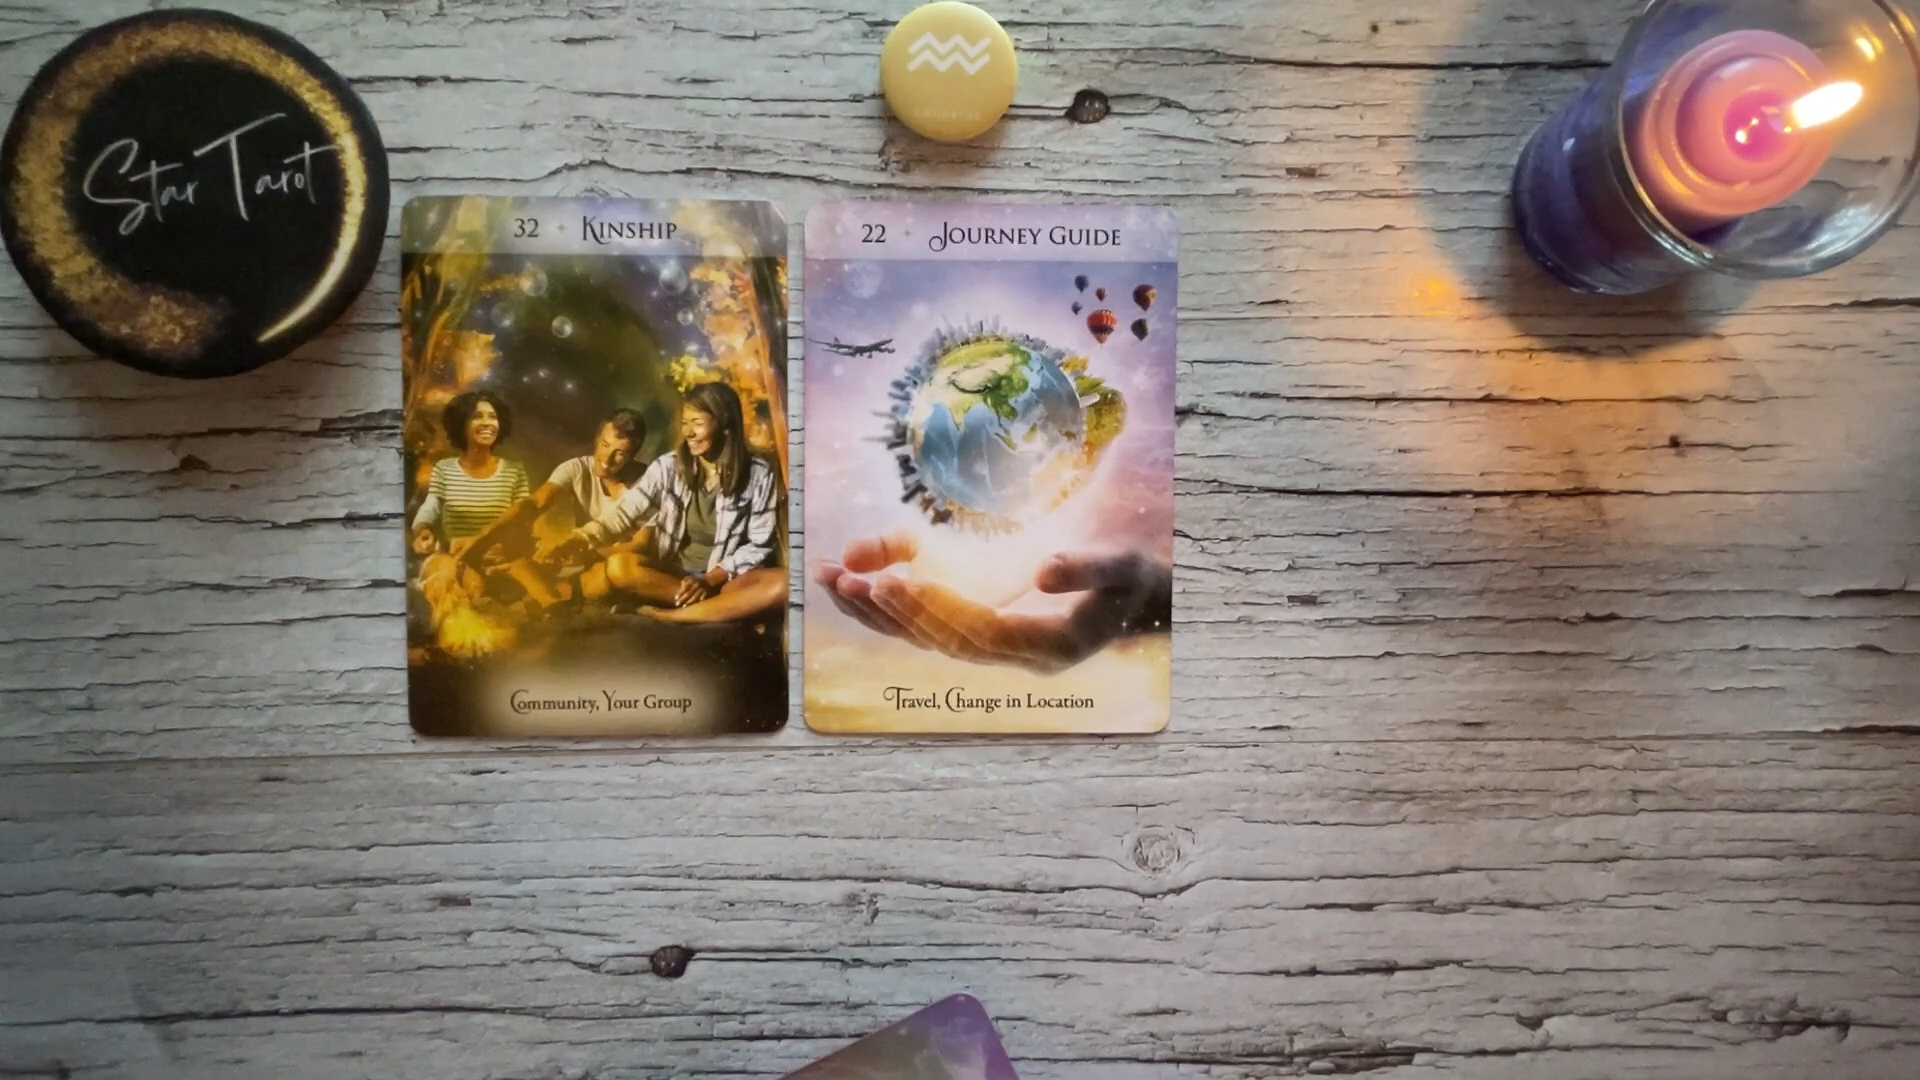 Star Tarot
32 ✦ KINSHIP
22 ✦ JOURNEY GUIDE
Community, Your Group
Travel, Change in Location